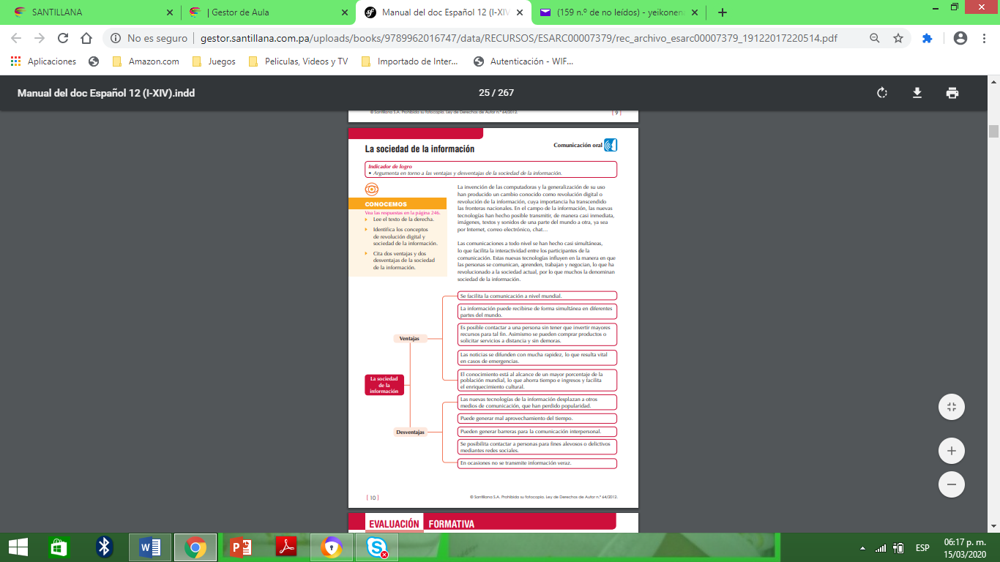 SANTILLANA
| Gestor de Aula
Manual del doc Español 12 (I-XIV
(159 n.º de no leídos) - yeikonen
No es seguro
gestor.santillana.com.pa/uploads/books/9789962016747/data/RECURSOS/ESARC00007379/rec_archivo_esarc00007379_19122017220514.pdf
Aplicaciones
Amazon.com
Juegos
Peliculas, Videos y TV
Importado de Inter...
Autenticación - WIF...
Manual del doc Español 12 (I-XIV).indd
25 / 267
© Santillana S.A. Prohibida su fotocopia. Ley de Derechos de Autor n.º 64/2012.
[ 9 ]
La sociedad de la información
Comunicación oral
Indicador de logro
• Argumenta en torno a las ventajas y desventajas de la sociedad de la información.
CONOCEMOS
Vea las respuestas en la página 246.
Lee el texto de la derecha.
Identifica los conceptos
de revolución digital y
sociedad de la información.
Cita dos ventajas y dos
desventajas de la sociedad
de la información.
La invención de las computadoras y la generalización de su uso
han producido un cambio conocido como revolución digital o
revolución de la información, cuya importancia ha transcendido
las fronteras nacionales. En el campo de la información, las nuevas
tecnologías han hecho posible transmitir, de manera casi inmediata,
imágenes, textos y sonidos de una parte del mundo a otra, ya sea
por Internet, correo electrónico, chat…
Las comunicaciones a todo nivel se han hecho casi simultáneas,
lo que facilita la interactividad entre los participantes de la
comunicación. Estas nuevas tecnologías influyen en la manera en que
las personas se comunican, aprenden, trabajan y negocian, lo que ha
revolucionado a la sociedad actual, por lo que muchos la denominan
sociedad de la información.
La sociedad
de la
información
Ventajas
Se facilita la comunicación a nivel mundial.
La información puede recibirse de forma simultánea en diferentes
partes del mundo.
Es posible contactar a una persona sin tener que invertir mayores
recursos para tal fin. Asimismo se pueden comprar productos o
solicitar servicios a distancia y sin demoras.
Las noticias se difunden con mucha rapidez, lo que resulta vital
en casos de emergencias.
El conocimiento está al alcance de un mayor porcentaje de la
población mundial, lo que ahorra tiempo e ingresos y facilita
el enriquecimiento cultural.
Desventajas
Las nuevas tecnologías de la información desplazan a otros
medios de comunicación, que han perdido popularidad.
Puede generar mal aprovechamiento del tiempo.
Pueden generar barreras para la comunicación interpersonal.
Se posibilita contactar a personas para fines alevosos o delictivos
mediantes redes sociales.
En ocasiones no se transmite información veraz.
[ 10 ]
© Santillana S.A. Prohibida su fotocopia. Ley de Derechos de Autor n.º 64/2012.
EVALUACIÓN FORMATIVA
ESP
06:17 p. m.
15/03/2020